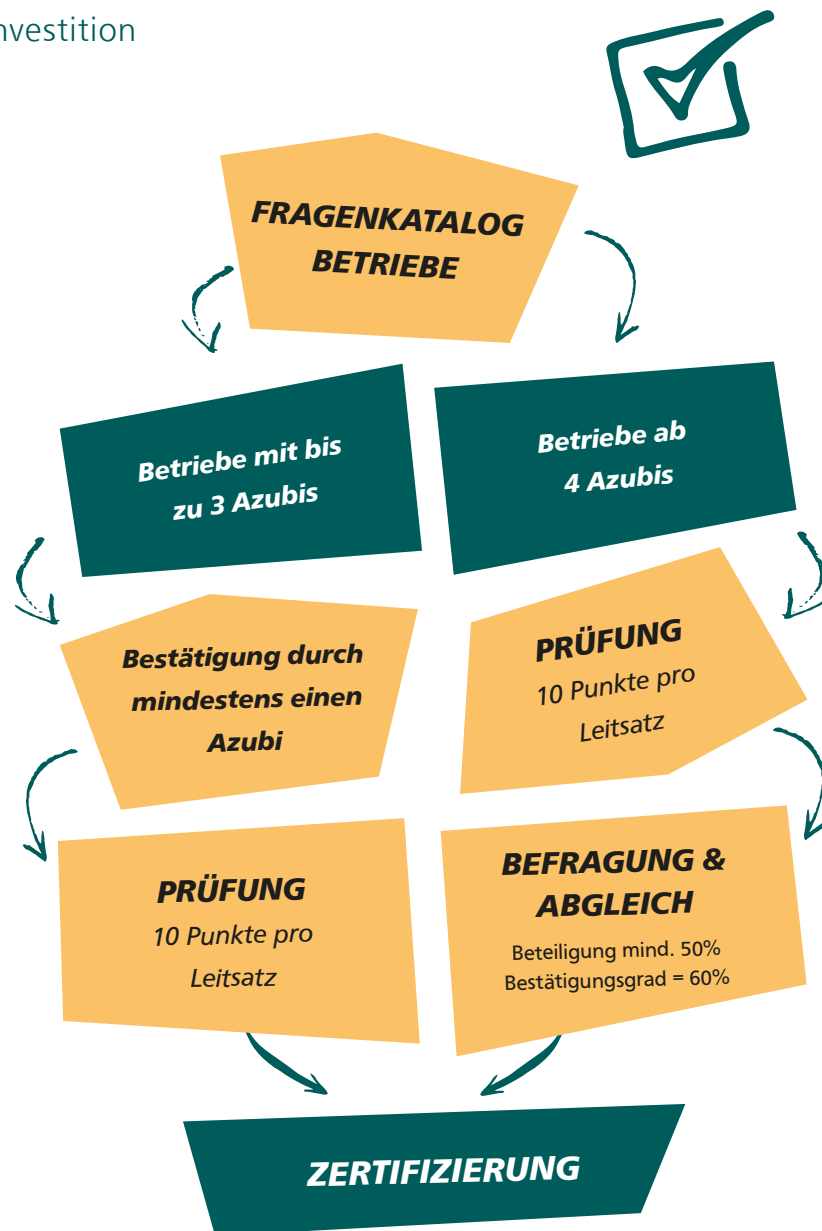 nvestition
FRAGENKATALOG
BETRIEBE
Betriebe mit bis
zu 3 Azubis
Betriebe ab
4 Azubis
Bestätigung durch
mindestens einen
Azubi
PRÜFUNG
10 Punkte pro
Leitsatz
PRÜFUNG
10 Punkte pro
Leitsatz
BEFRAGUNG &
ABGLEICH
Beteiligung mind. 50%
Bestätigungsgrad = 60%
ZERTIFIZIERUNG